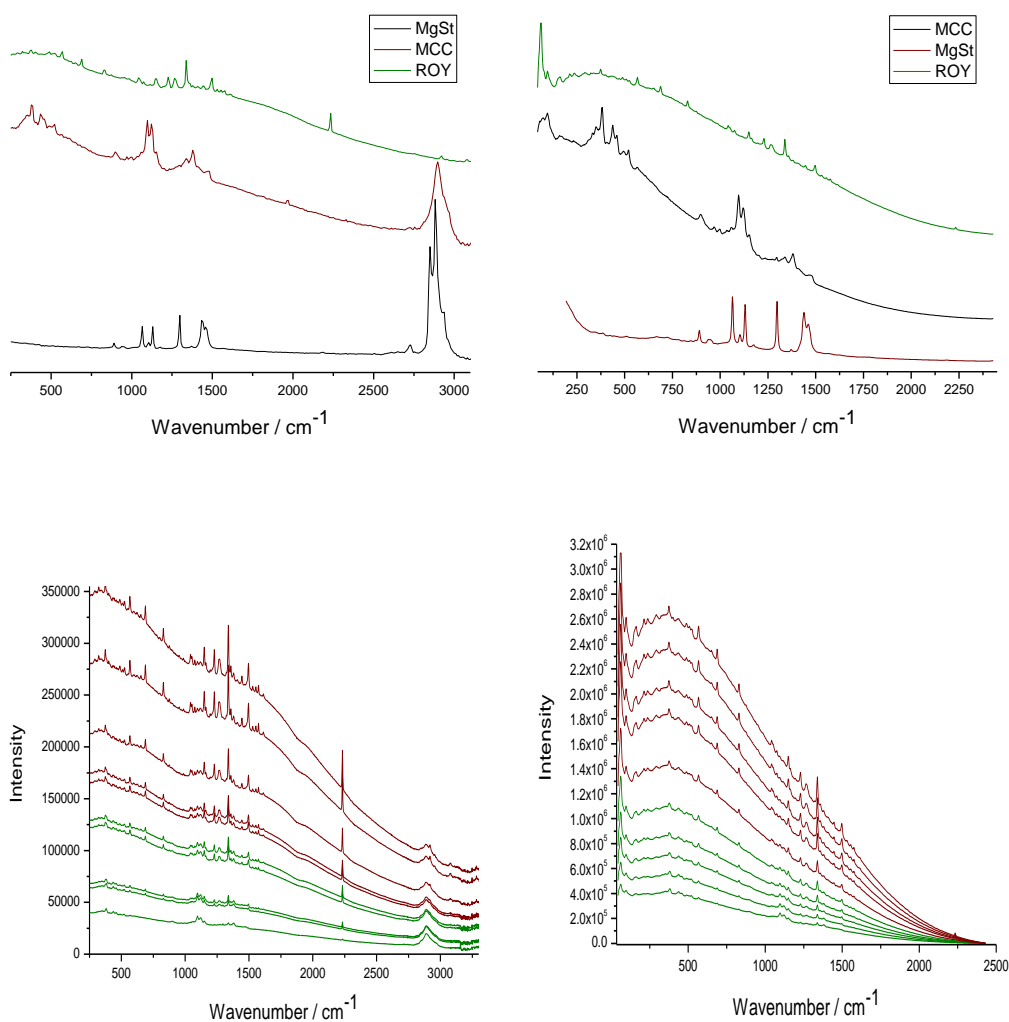 MgSt
MCC
ROY
500 1000 1500 2000 2500 3000
Wavenumber / cm-1
MCC
MgSt
ROY
250 500 750 1000 1250 1500 1750 2000 2250
Wavenumber / cm-1
350000
300000
250000
200000
150000
100000
50000
0
Intensity
500 1000 1500 2000 2500 3000
Wavenumber / cm-1
3.2x10^6
3.0x10^6
2.8x10^6
2.6x10^6
2.4x10^6
2.2x10^6
2.0x10^6
1.8x10^6
1.6x10^6
1.4x10^6
1.2x10^6
1.0x10^6
8.0x10^5
6.0x10^5
4.0x10^5
2.0x10^5
0.0
Intensity
500 1000 1500 2000 2500
Wavenumber / cm-1